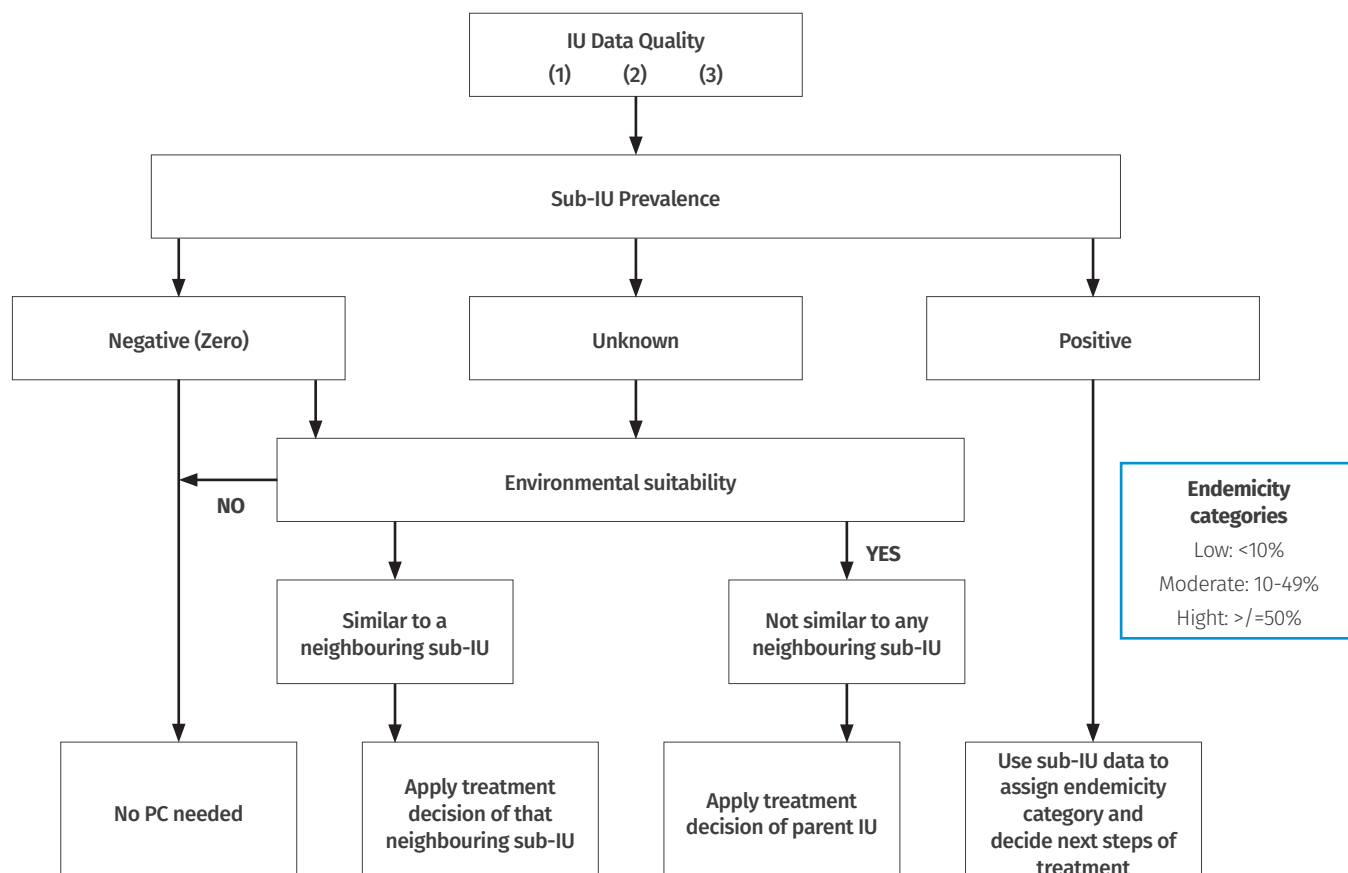 IU Data Quality
(1) (2) (3)
Sub-IU Prevalence
Negative (Zero)
Unknown
Positive
Environmental suitability
NO
YES
Endemicity
categories
Low: <10%
Moderate: 10-49%
Hight: >/=50%
Similar to a
neighbouring sub-IU
Not similar to any
neighbouring sub-IU
No PC needed
Apply treatment
decision of that
neighbouring sub-IU
Apply treatment
decision of parent IU
Use sub-IU data to
assign endemicity
category and
decide next steps of
treatment